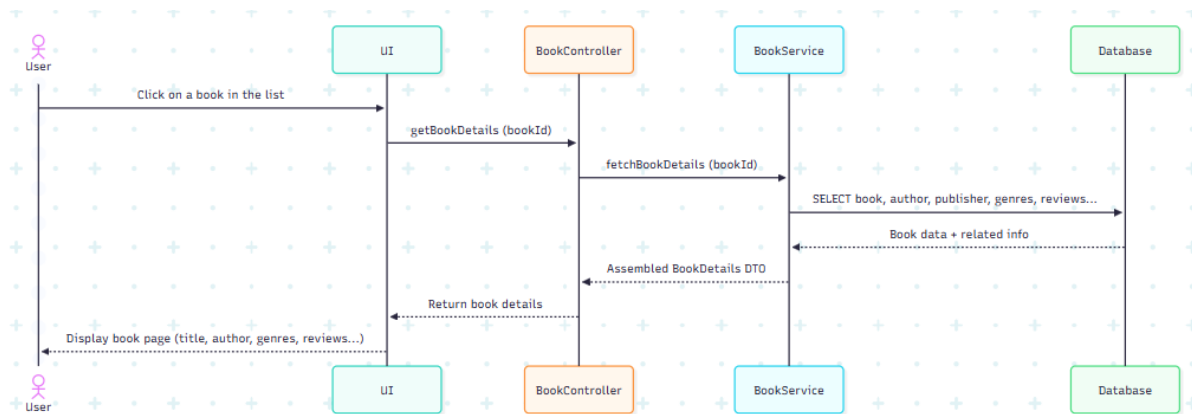 UI
BookController
BookService
Database
User
Click on a book in the list
getBookDetails (bookId)
fetchBookDetails (bookId)
SELECT book, author, publisher, genres, reviews...
Book data + related info
Assembled BookDetails DTO
Return book details
Display book page (title, author, genres, reviews...)
User
UI
BookController
BookService
Database